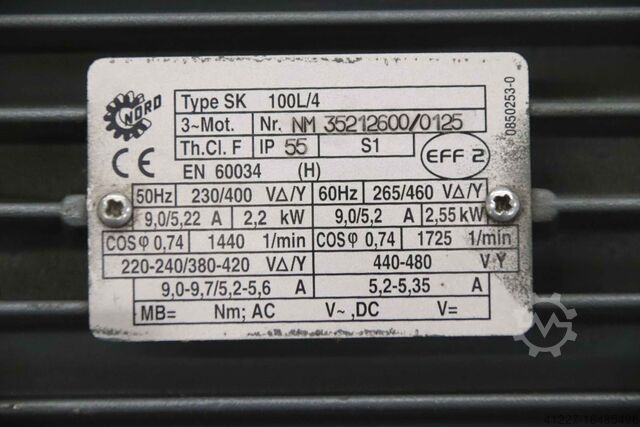 NORD
Type SK 100L/4
3~Mot. Nr. NM 35212600/0125
Th.Cl. F IP 55 S1
EFF 2
CE EN 60034 (H)
50Hz 230/400 VΔ/Y 60Hz 265/460 VΔ/Y
9,0/5,22 A 2,2 kW 9,0/5,2 A 2,55 kW
COSφ 0,74 1440 1/min COSφ 0,74 1725 1/min
220-240/380-420 VΔ/Y 440-480 V Y
9,0-9,7/5,2-5,6 A 5,2-5,35 A
MB= Nm; AC V~ ,DC V=
0850253-0
Machineseeker